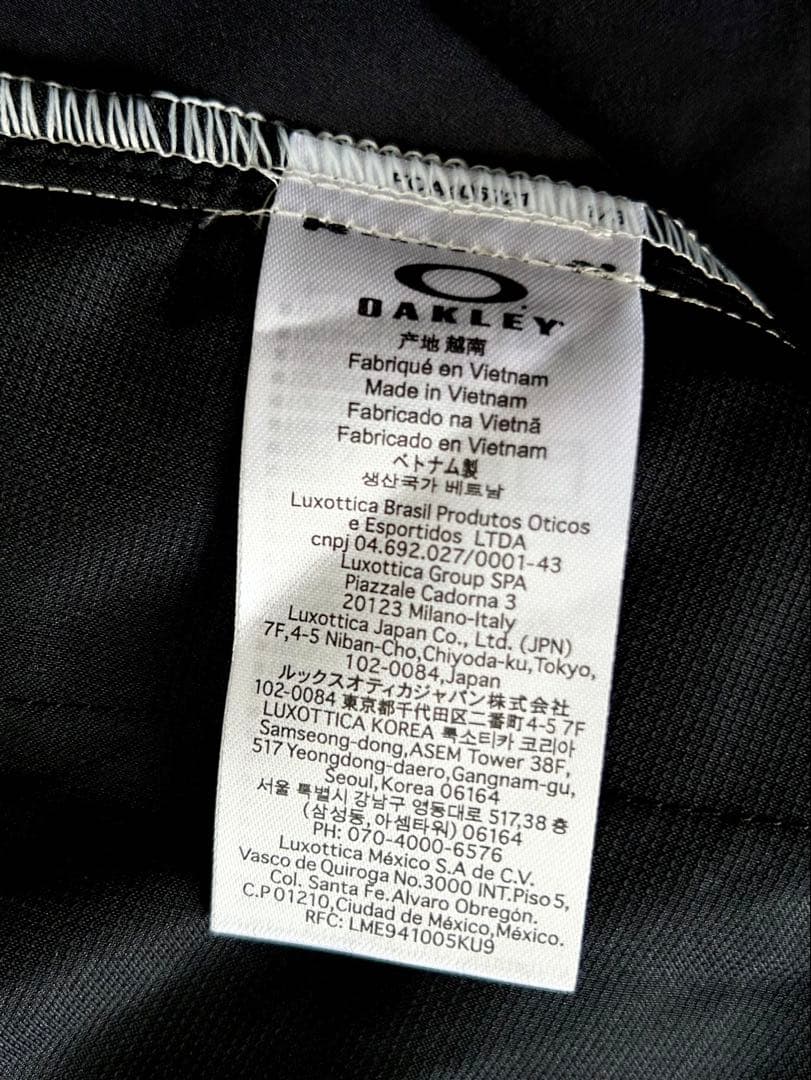 OAKLEY
产地 越南
Fabriqué en Vietnam
Made in Vietnam
Fabricado na Vietnã
Fabricado en Vietnam
ベトナム製
생산국가 베트남
Luxottica Brasil Produtos Oticos
e Esportidos LTDA
cnpj 04.692.027/0001-43
Luxottica Group SPA
Piazzale Cadorna 3
20123 Milano-Italy
Luxottica Japan Co., Ltd. (JPN)
7F,4-5 Niban-Cho,Chiyoda-ku,Tokyo,
102-0084,Japan
ルックスオティカジャパン株式会社
102-0084 東京都千代田区二番町4-5 7F
LUXOTTICA KOREA 룩소티카 코리아
Samseong-dong,ASEM Tower 38F,
517 Yeongdong-daero,Gangnam-gu,
Seoul,Korea 06164
서울 특별시 강남구 영동대로 517,38 층
(삼성동,아셈타워) 06164
PH: 070-4000-6576
Luxottica México S.A de C.V.
Vasco de Quiroga No.3000 INT.Piso 5,
Col. Santa Fe.Alvaro Obregón.
C.P 01210,Ciudad de México,México.
RFC: LME941005KU9